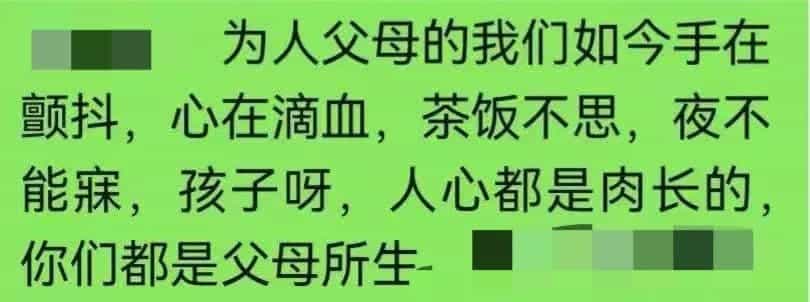 为人父母的我们如今手在
颤抖，心在滴血，茶饭不思，夜不
能寐，孩子呀，人心都是肉长的，
你们都是父母所生